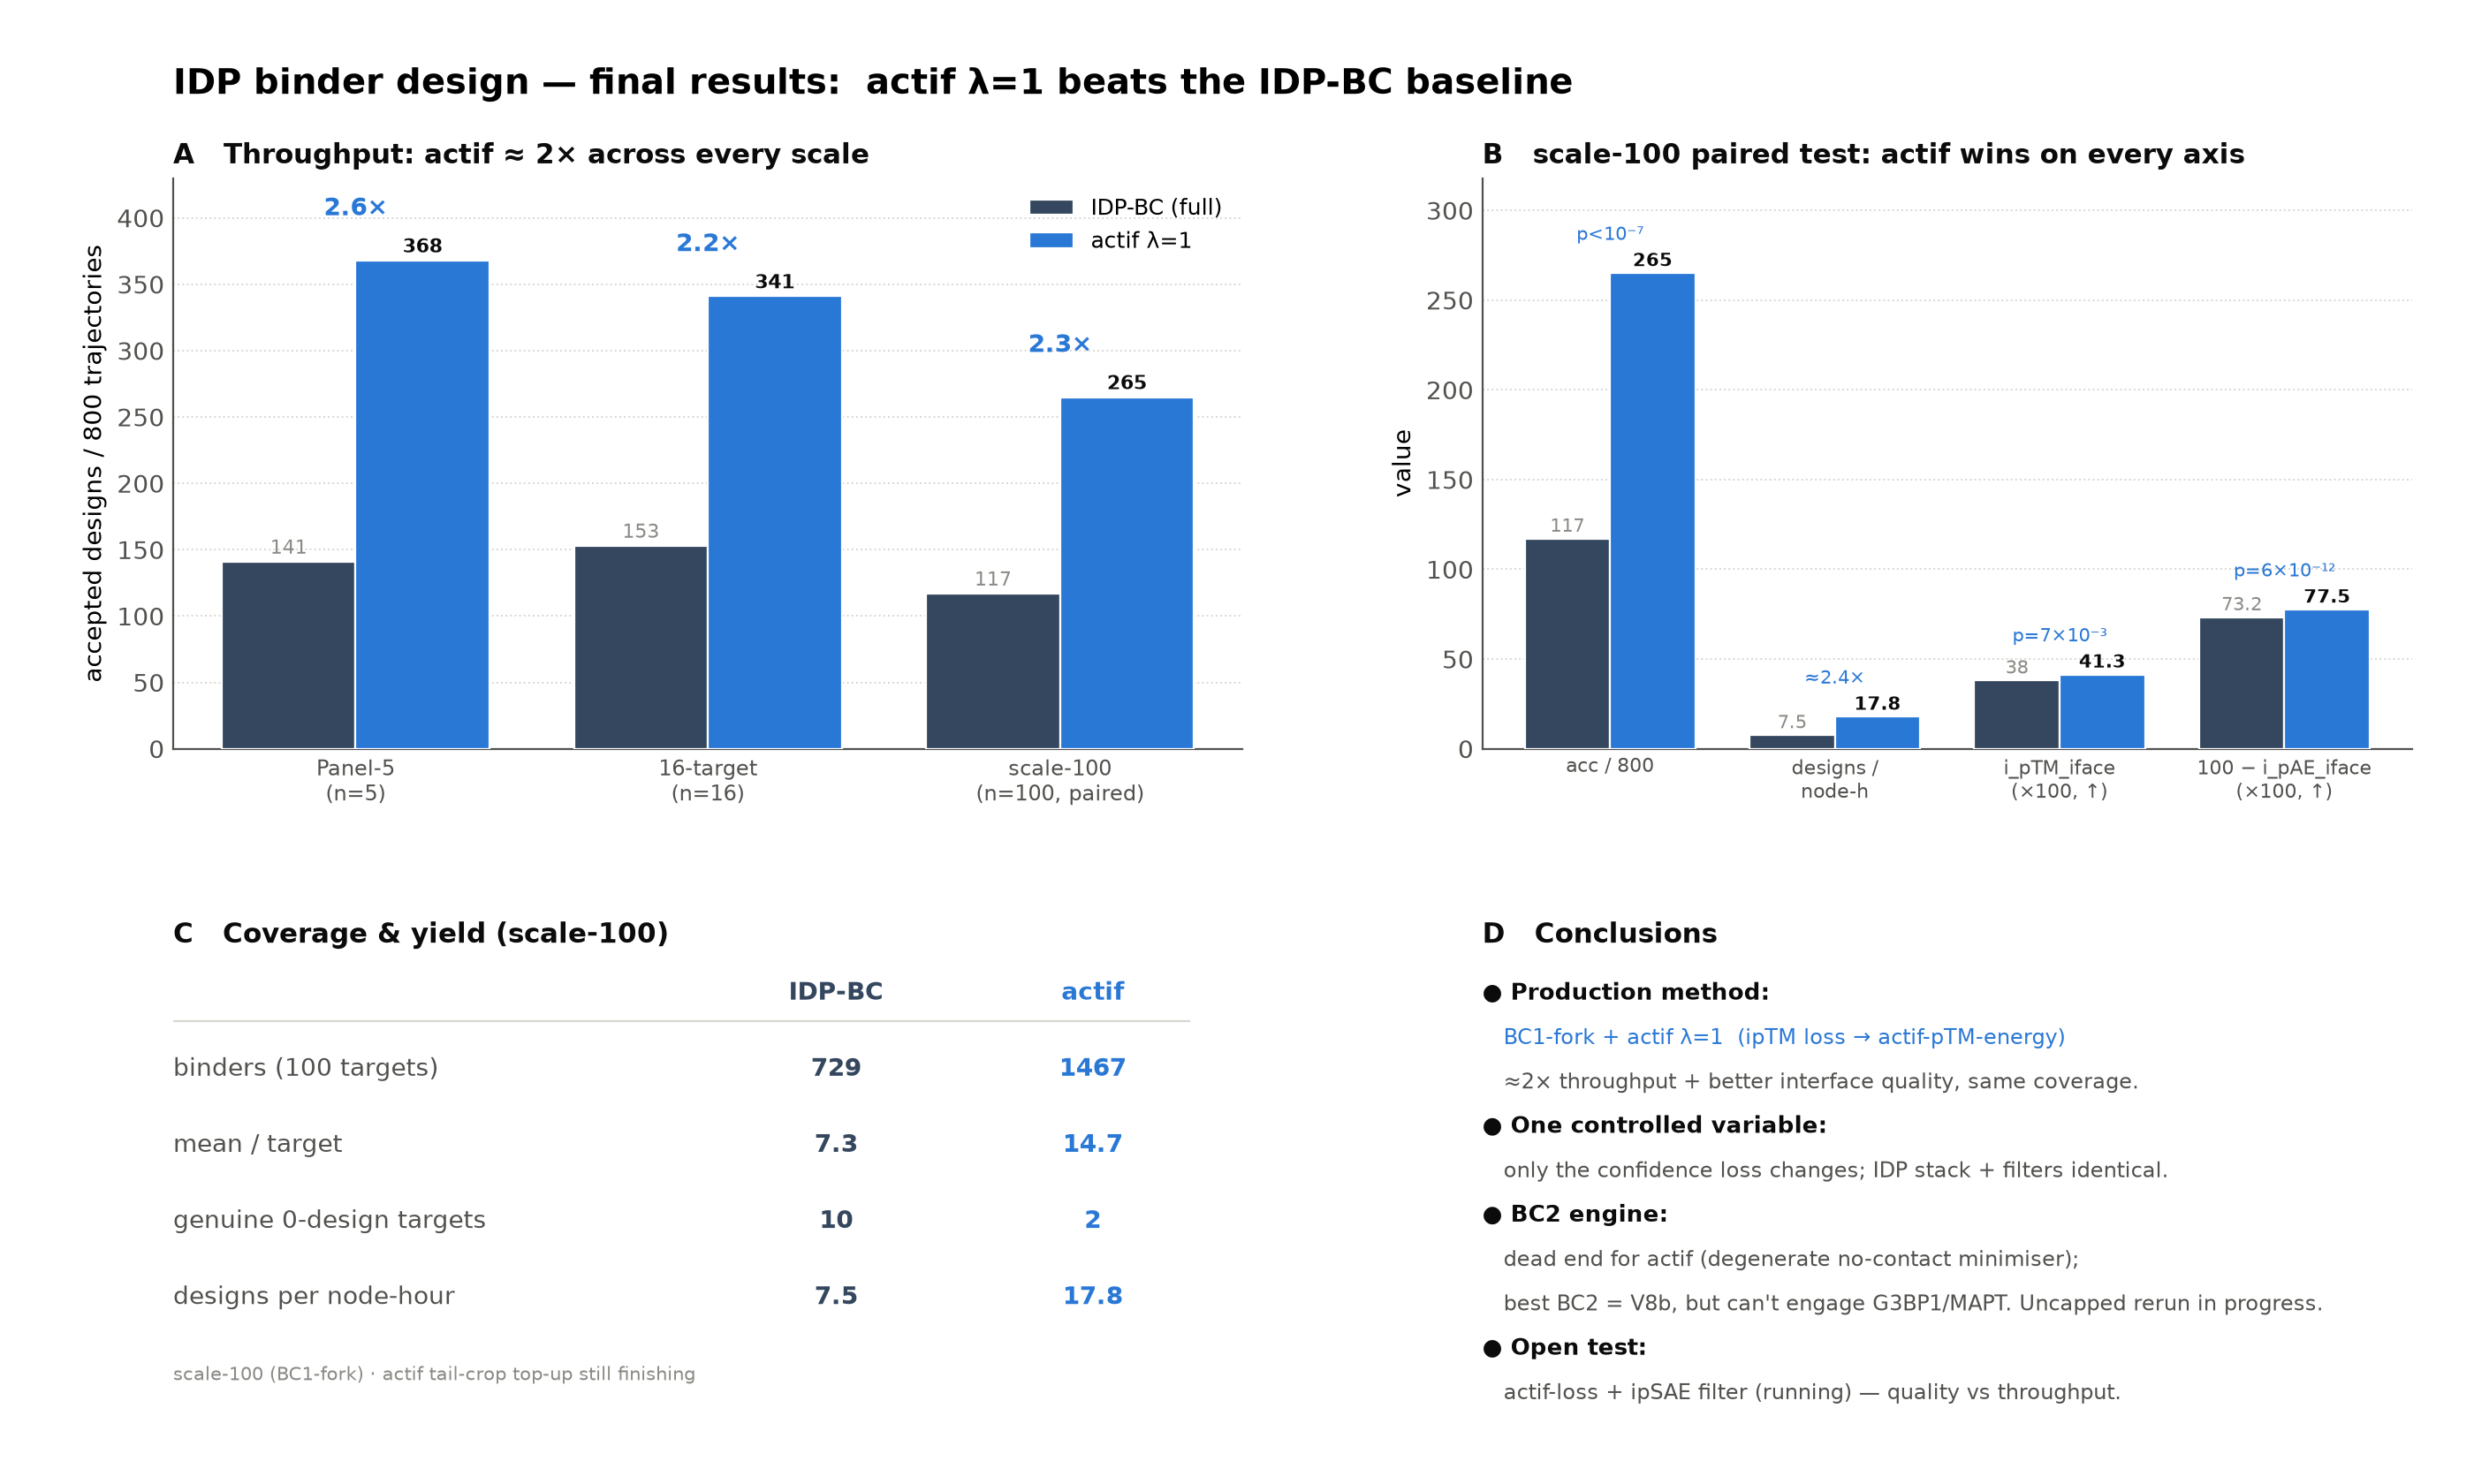 IDP binder design — final results:  actif λ=1 beats the IDP-BC baseline
A   Throughput: actif ≈ 2× across every scale
accepted designs / 800 trajectories
400
350
300
250
200
150
100
50
0
2.6×
2.2×
2.3×
141
368
153
341
117
265
IDP-BC (full)
actif λ=1
Panel-5
(n=5)
16-target
(n=16)
scale-100
(n=100, paired)
B   scale-100 paired test: actif wins on every axis
value
300
250
200
150
100
50
0
p<10⁻⁷
117
265
≈2.4×
7.5
17.8
p=7×10⁻³
38
41.3
p=6×10⁻¹²
73.2
77.5
acc / 800
designs /
node-h
i_pTM_iface
(×100, ↑)
100 − i_pAE_iface
(×100, ↑)
C   Coverage & yield (scale-100)
IDP-BC   actif
binders (100 targets)   729   1467
mean / target   7.3   14.7
genuine 0-design targets   10   2
designs per node-hour   7.5   17.8
scale-100 (BC1-fork) · actif tail-crop top-up still finishing
D   Conclusions
● Production method:
BC1-fork + actif λ=1  (ipTM loss → actif-pTM-energy)
≈2× throughput + better interface quality, same coverage.
● One controlled variable:
only the confidence loss changes; IDP stack + filters identical.
● BC2 engine:
dead end for actif (degenerate no-contact minimiser);
best BC2 = V8b, but can't engage G3BP1/MAPT. Uncapped rerun in progress.
● Open test:
actif-loss + ipSAE filter (running) — quality vs throughput.